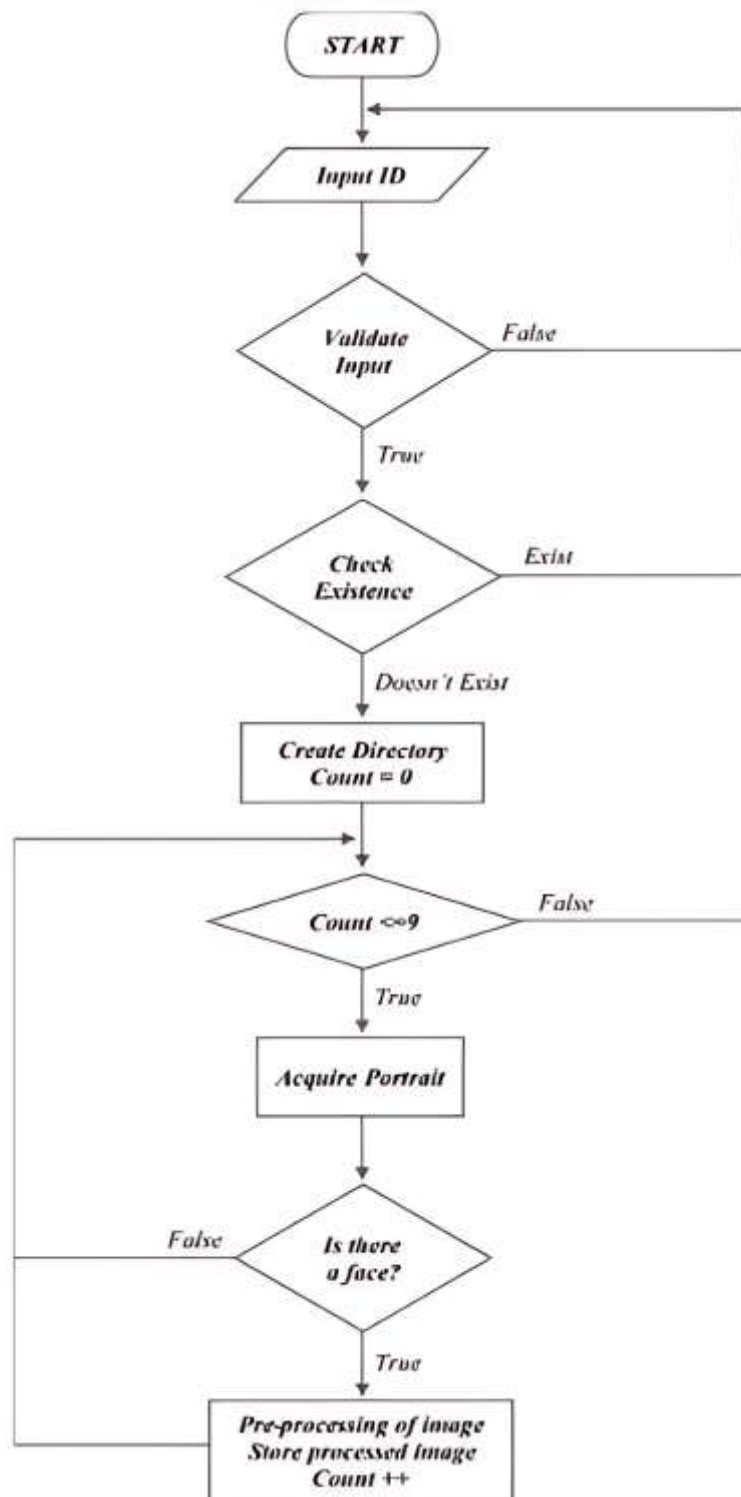 START
Input ID
Validate
Input
False
True
Check
Existence
Exist
Doesn't Exist
Create Directory
Count = 0
Count <=9
False
True
Acquire Portrait
False
Is there
a face?
True
Pre-processing of image
Store processed image
Count ++